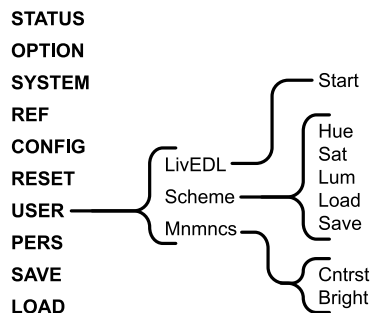 STATUS
OPTION
SYSTEM
REF
CONFIG
RESET
USER
PERS
SAVE
LOAD
LivEDL
Scheme
Mnmncs
Start
Hue
Sat
Lum
Load
Save
Cntrst
Bright